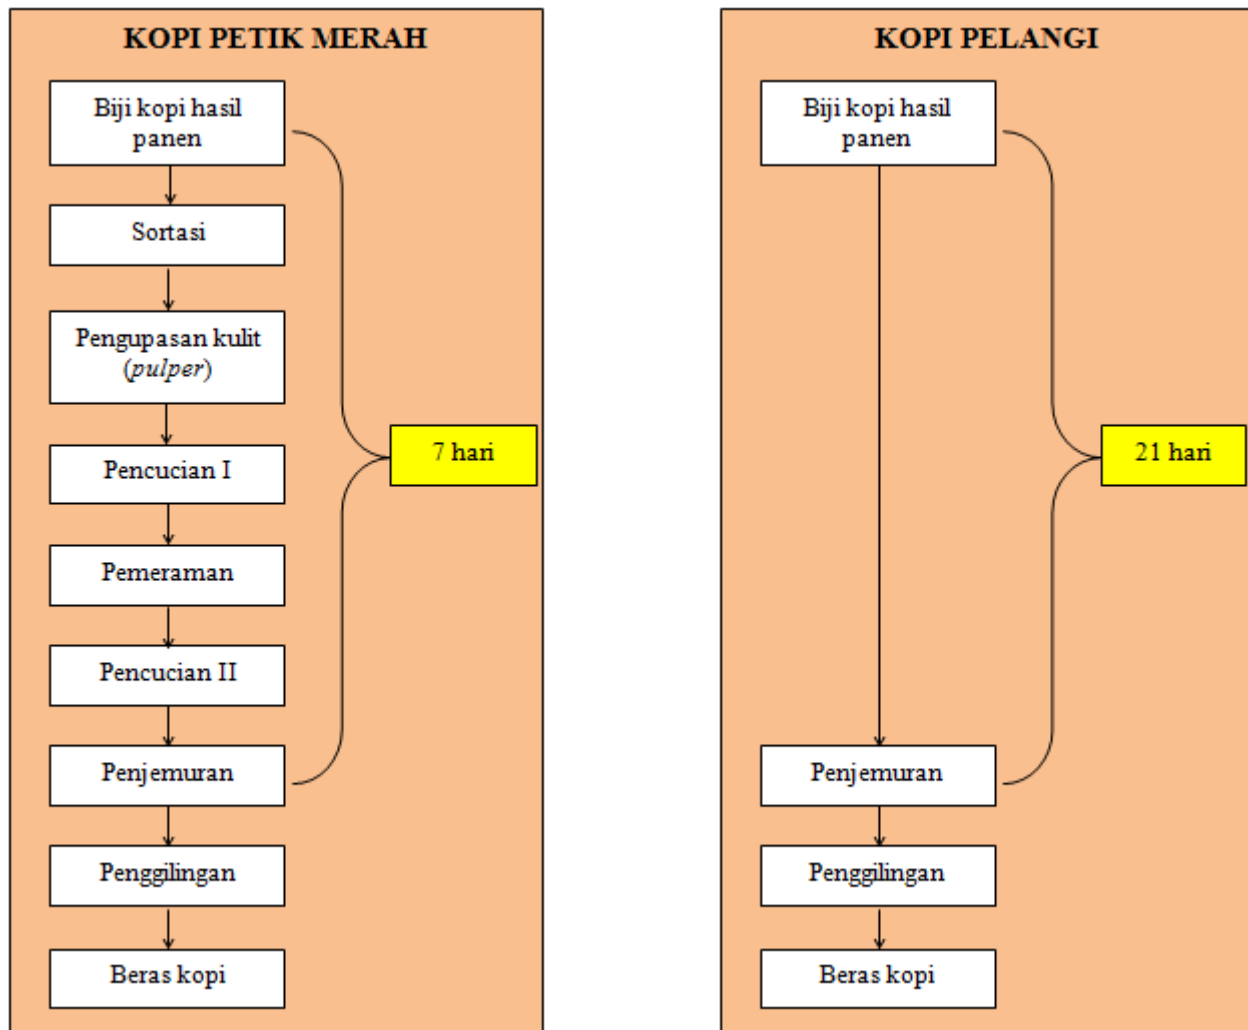 KOPI PETIK MERAH
Biji kopi hasil
panen
Sortasi
Pengupasan kulit
(pulper)
Pencucian I
7 hari
Pemeraman
Pencucian II
Penjemuran
Penggilingan
Beras kopi
KOPI PELANGI
Biji kopi hasil
panen
21 hari
Penjemuran
Penggilingan
Beras kopi